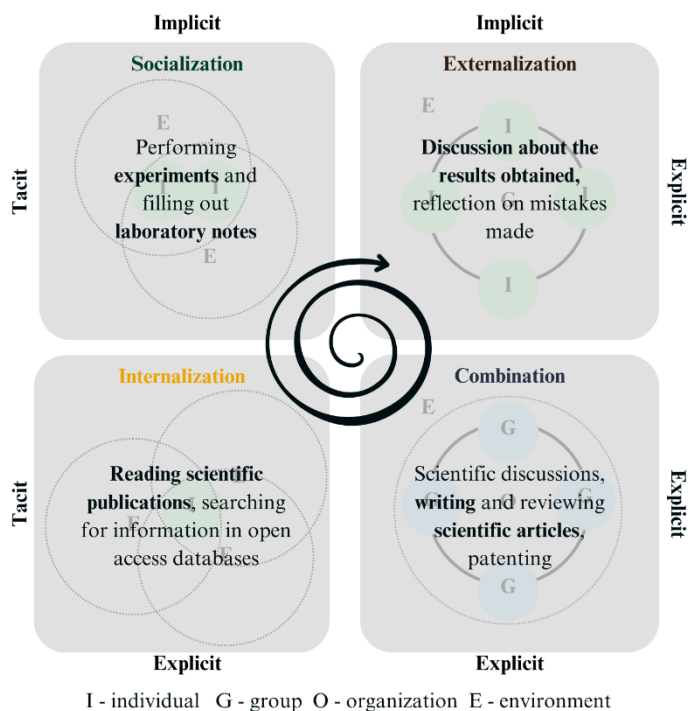 Implicit
Implicit
Socialization
Externalization
E
E
I
Performing
experiments and
filling out
laboratory notes
I
I
Discussion about the
results obtained,
reflection on mistakes
made
I
G
I
E
I
Tacit
Explicit
Internalization
Combination
E
G
Reading scientific
publications, searching
for information in open
access databases
E
I
E
E
Scientific discussions,
writing and reviewing
scientific articles,
patenting
G
O
G
G
Tacit
Explicit
Explicit
Explicit
I - individual G - group O - organization E - environment